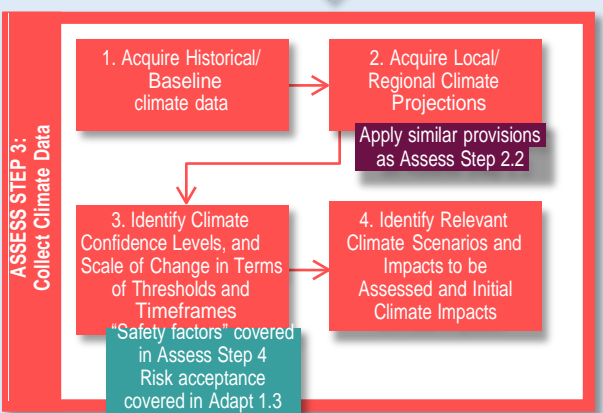 ASSESS STEP 3:
Collect Climate Data
1. Acquire Historical/
Baseline
climate data
2. Acquire Local/
Regional Climate
Projections
Apply similar provisions
as Assess Step 2.2
3. Identify Climate
Confidence Levels, and
Scale of Change in Terms
of Thresholds and
Timeframes
"Safety factors" covered
in Assess Step 4
Risk acceptance
covered in Adapt 1.3
4. Identify Relevant
Climate Scenarios and
Impacts to be
Assessed and Initial
Climate Impacts